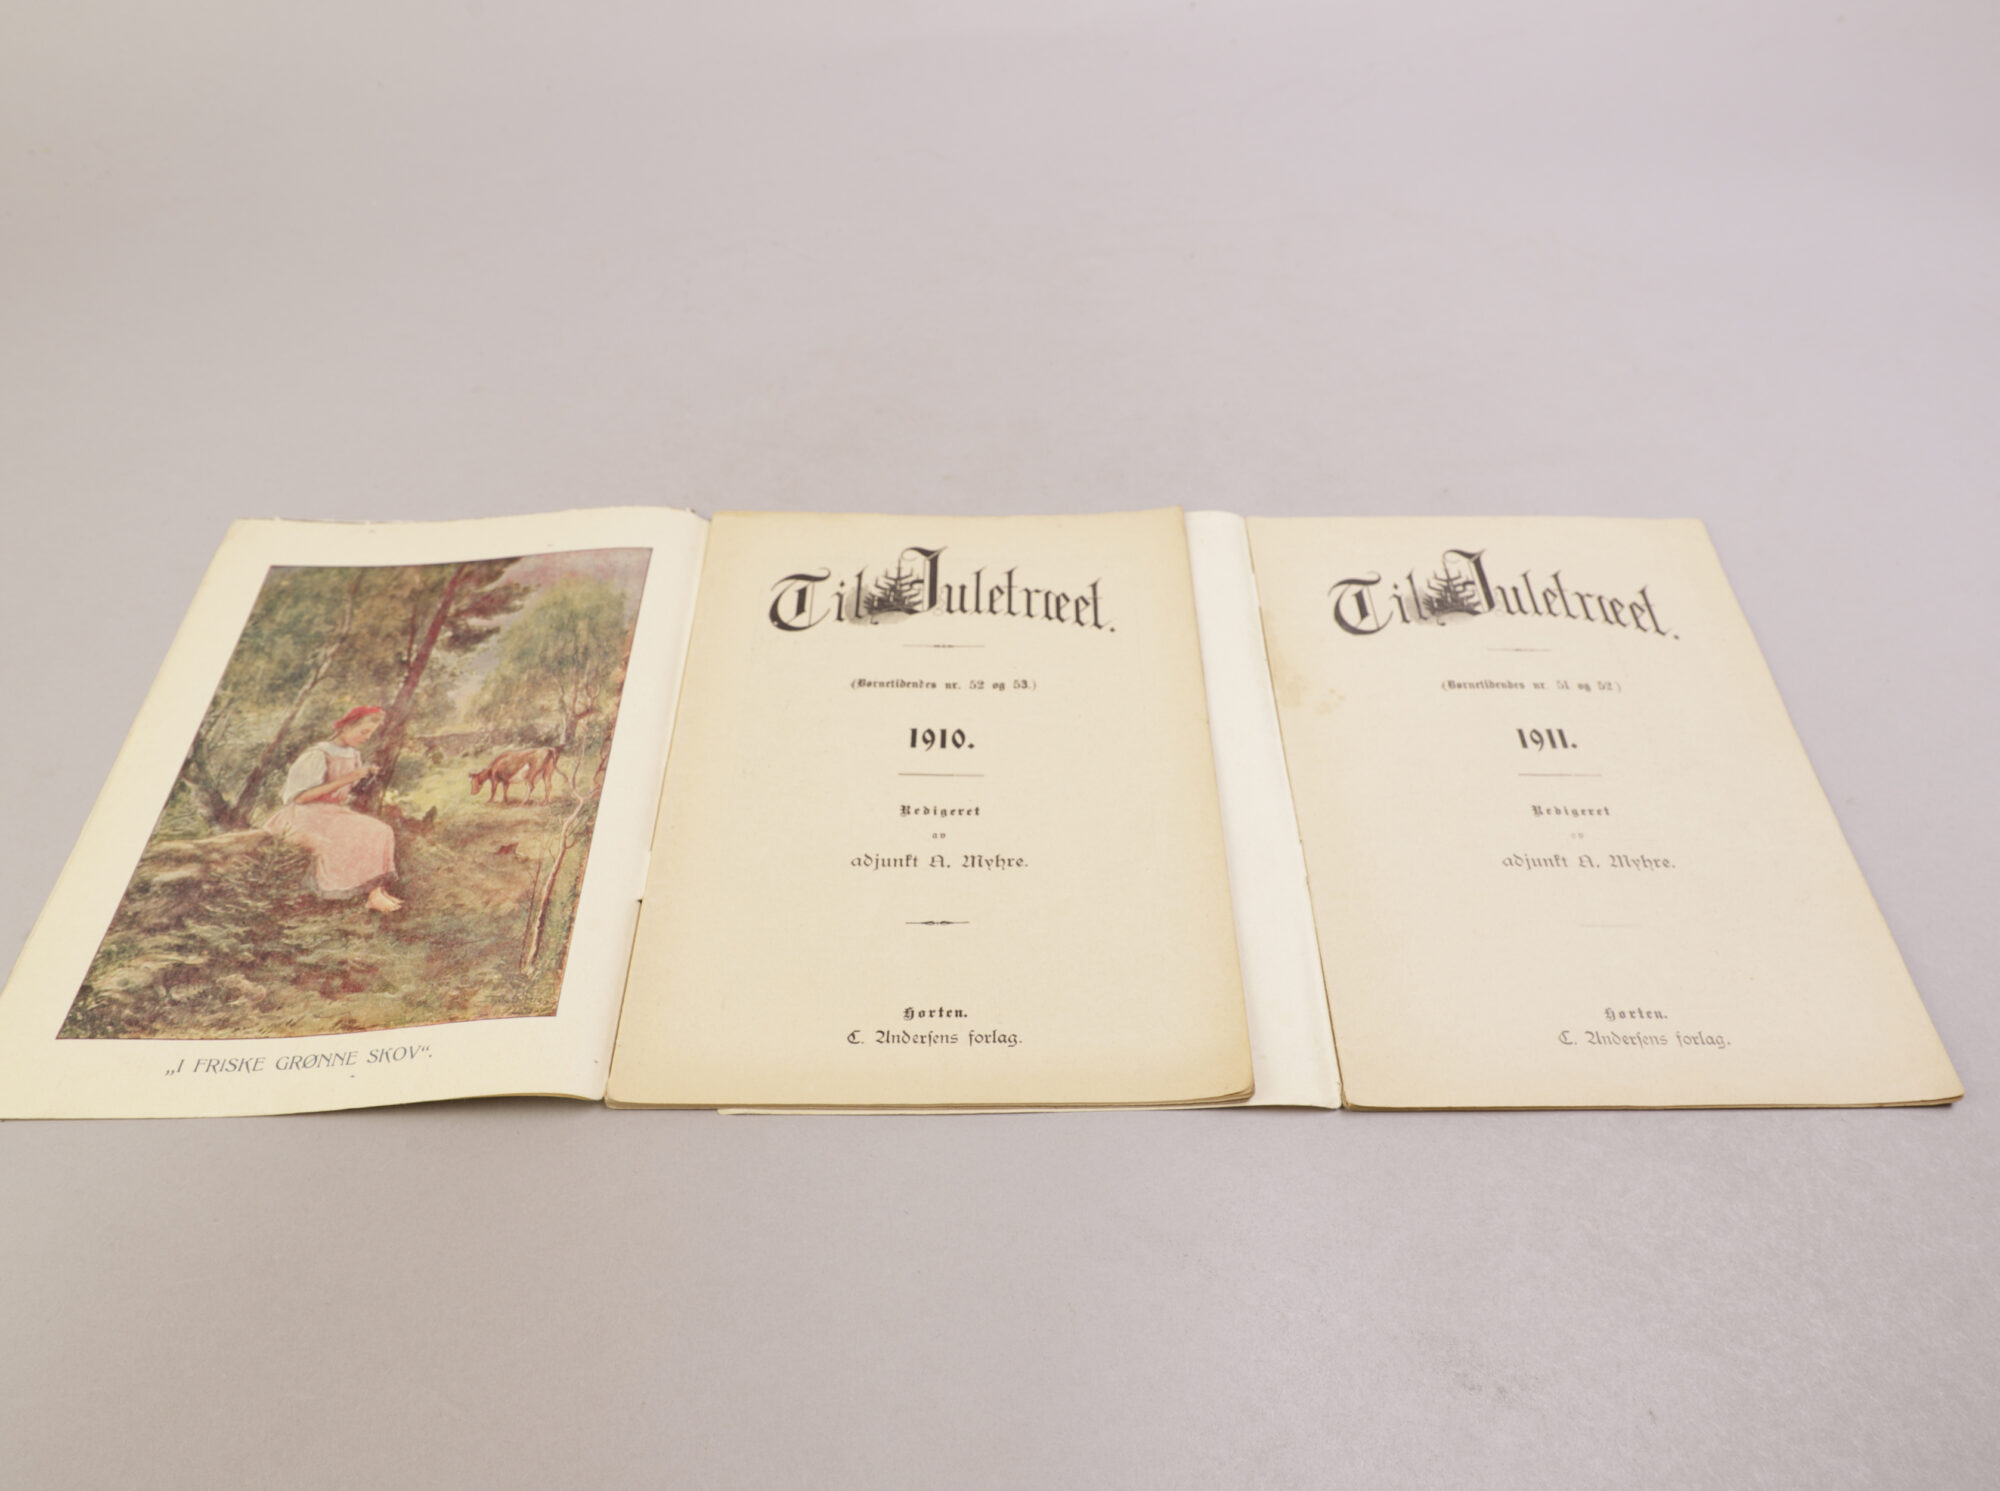 „I FRISKE GRØNNE SKOV“.
Til Juletræet.
(Børnetidendes nr. 52 og 53.)
1910.
Redigeret
av
adjunkt A. Myhre.
Horten.
C. Andersens forlag.
Til Juletræet.
(Børnetidendes nr. 51 og 52)
1911.
Redigeret
av
adjunkt A. Myhre.
Horten.
C. Andersens forlag.